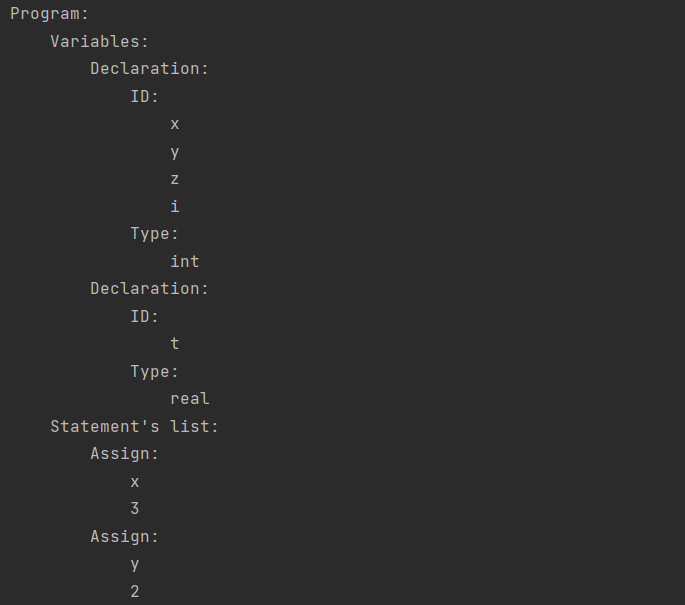 Program:
    Variables:
        Declaration:
            ID:
                x
                y
                z
                i
            Type:
                int
        Declaration:
            ID:
                t
            Type:
                real
    Statement's list:
        Assign:
            x
            3
        Assign:
            y
            2